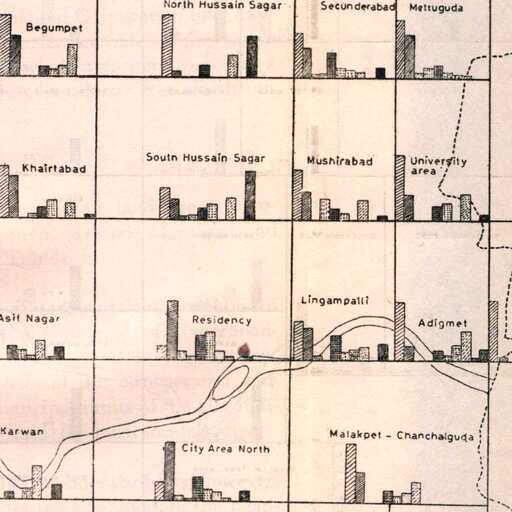 North Hussain Sagar
Secunderabad
Mettuguda
Begumpet
South Hussain Sagar
Mushirabad
University
area
Khairtabad
Lingampalli
Asif Nagar
Residency
Adigmet
Karwan
City Area North
Malakpet - Chanchalguda